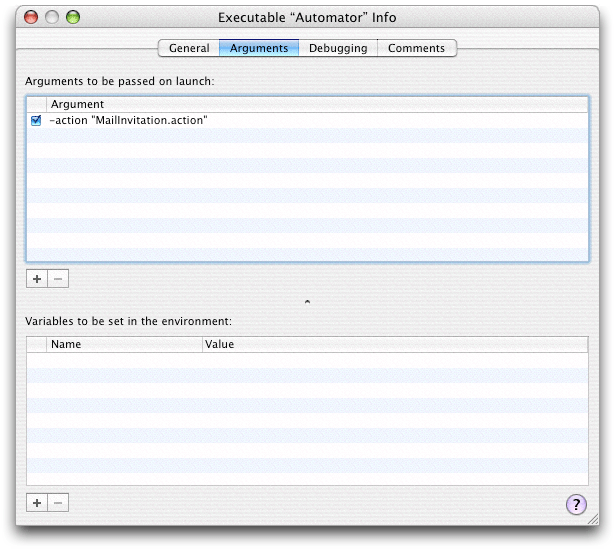 Executable “Automator” Info
General Arguments Debugging Comments
Arguments to be passed on launch:
Argument
-action "MailInvitation.action"
+ −
Variables to be set in the environment:
Name Value
+ −
?